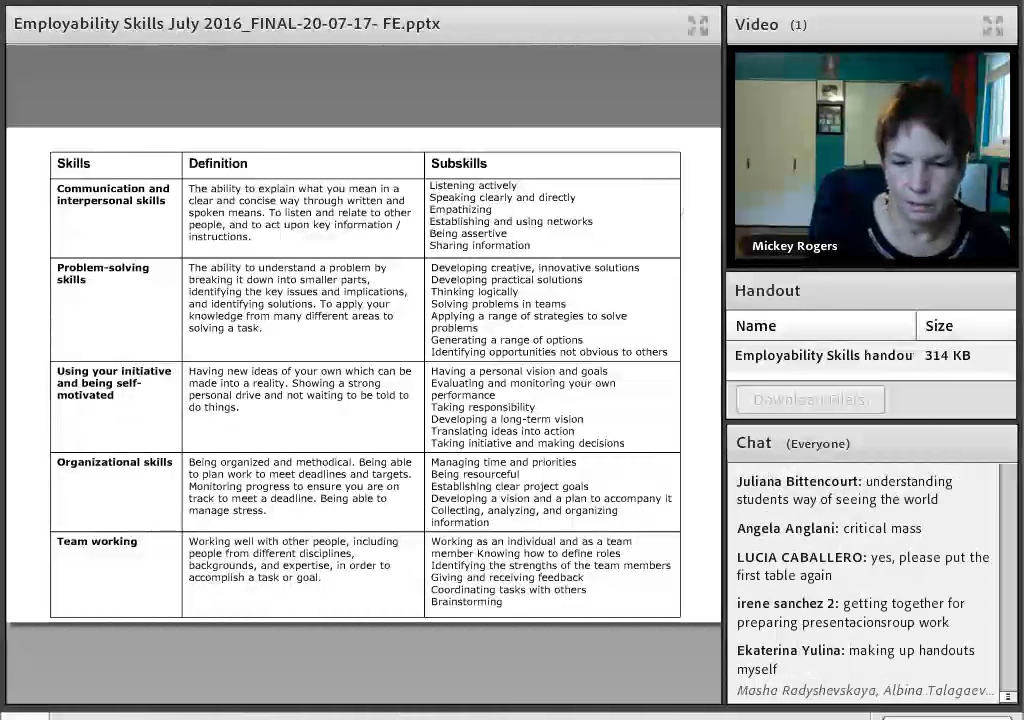 Employability Skills July 2016_FINAL-20-07-17- FE.pptx
Skills
Definition
Subskills
Communication and
interpersonal skills
The ability to explain what you mean in a
clear and concise way through written and
spoken means. To listen and relate to other
people, and to act upon key information /
instructions.
Listening actively
Speaking clearly and directly
Empathizing
Establishing and using networks
Being assertive
Sharing information
Problem-solving
skills
The ability to understand a problem by
breaking it down into smaller parts,
identifying the key issues and implications,
and identifying solutions. To apply your
knowledge from many different areas to
solving a task.
Developing creative, innovative solutions
Developing practical solutions
Thinking logically
Solving problems in teams
Applying a range of strategies to solve
problems
Generating a range of options
Identifying opportunities not obvious to others
Using your initiative
and being self-
motivated
Having new ideas of your own which can be
made into a reality. Showing a strong
personal drive and not waiting to be told to
do things.
Having a personal vision and goals
Evaluating and monitoring your own
performance
Taking responsibility
Developing a long-term vision
Translating ideas into action
Taking initiative and making decisions
Organizational skills
Being organized and methodical. Being able
to plan work to meet deadlines and targets.
Monitoring progress to ensure you are on
track to meet a deadline. Being able to
manage stress.
Managing time and priorities
Being resourceful
Establishing clear project goals
Developing a vision and a plan to accompany it
Collecting, analyzing, and organizing
information
Team working
Working well with other people, including
people from different disciplines,
backgrounds, and expertise, in order to
accomplish a task or goal.
Working as an individual and as a team
member Knowing how to define roles
Identifying the strengths of the team members
Giving and receiving feedback
Coordinating tasks with others
Brainstorming
Video (1)
Mickey Rogers
Handout
Name
Size
Employability Skills handou 314 KB
Download File(s)
Chat (Everyone)
Juliana Bittencourt: understanding
students way of seeing the world
Angela Anglani: critical mass
LUCIA CABALLERO: yes, please put the
first table again
irene sanchez 2: getting together for
preparing presentacionsroup work
Ekaterina Yulina: making up handouts
myself
Masha Radyshevskaya, Albina Talagaev...